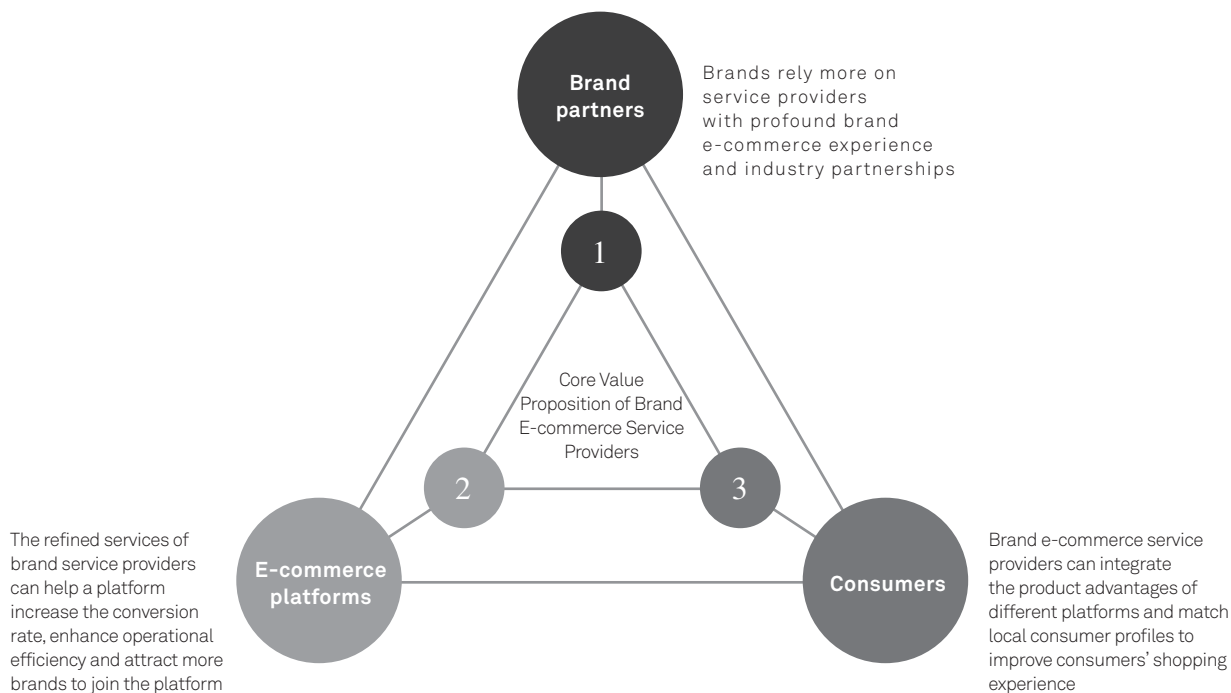 Brand
partners
Brands rely more on
service providers
with profound brand
e-commerce experience
and industry partnerships
1
Core Value
Proposition of Brand
E-commerce Service
Providers
2
3
The refined services of
brand service providers
can help a platform
increase the conversion
rate, enhance operational
efficiency and attract more
brands to join the platform
E-commerce
platforms
Consumers
Brand e-commerce service
providers can integrate
the product advantages of
different platforms and match
local consumer profiles to
improve consumers’ shopping
experience